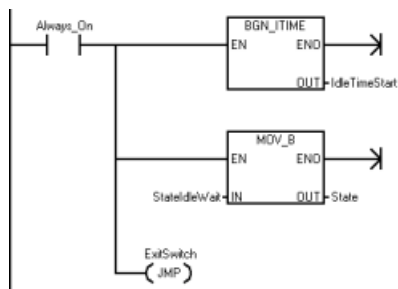 Always_On
BGN_ITIME
EN ENO
OUT IdleTimeStart
MOV_B
EN ENO
StateIdleWait IN OUT State
ExitSwitch
JMP